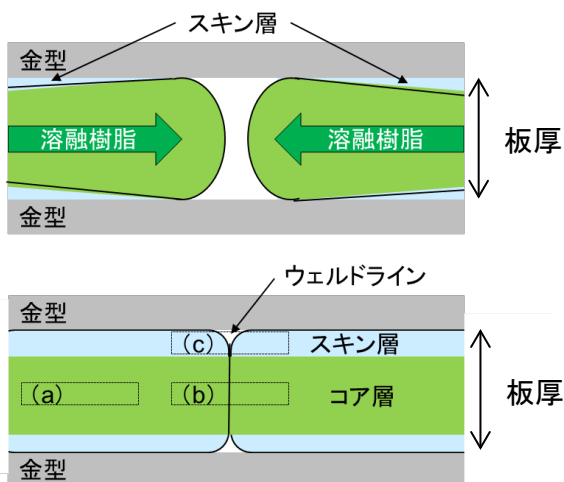 スキン層
金型
溶融樹脂
溶融樹脂
板厚
金型
ウェルドライン
金型
(c)
スキン層
(a)
(b)
コア層
板厚
金型